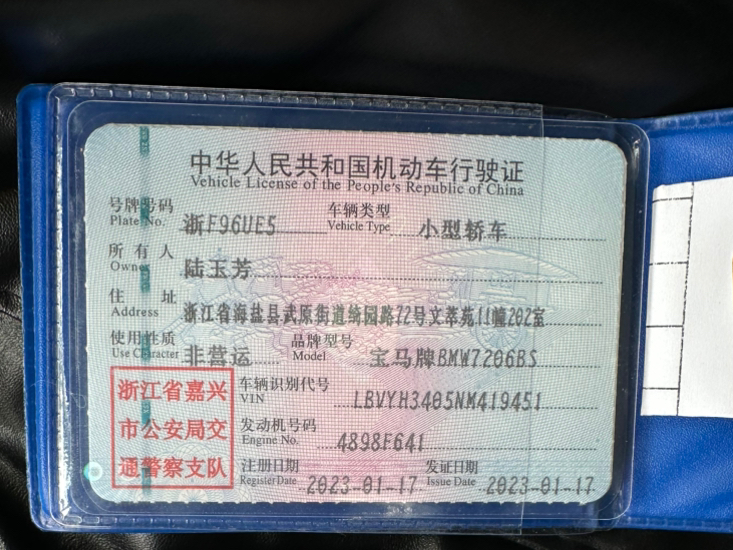 中华人民共和国机动车行驶证
Vehicle License of the People's Republic of China
号牌号码 浙F96UE5 车辆类型 小型轿车
Plate No. Vehicle Type
所有人 陆玉芳
Owner
住址 浙江省海盐县武原街道绮园路72号文萃苑11幢202室
Address
使用性质 非营运 品牌型号 宝马牌BMW7206BS
Use Character Model
浙江省嘉兴
市公安局交
通警察支队
车辆识别代号 LBVYH3405NM419451
VIN
发动机号码 4898F641
Engine No.
注册日期 2023-01-17 发证日期 2023-01-17
Register Date Issue Date